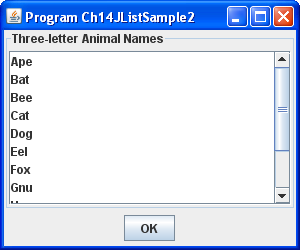 Program Ch14JListSample2
Three-letter Animal Names
Ape
Bat
Bee
Cat
Dog
Eel
Fox
Gnu
OK